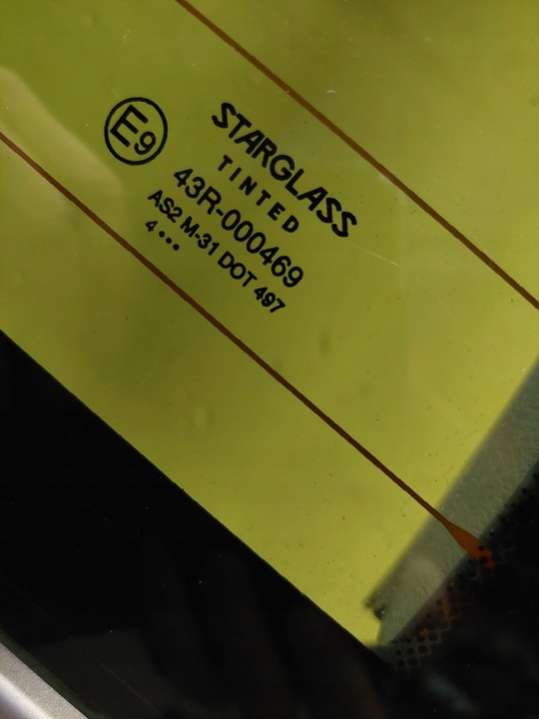 E9
STARGLASS
TINTED
43R-000469
AS2 M-31 DOT 497
4 •••